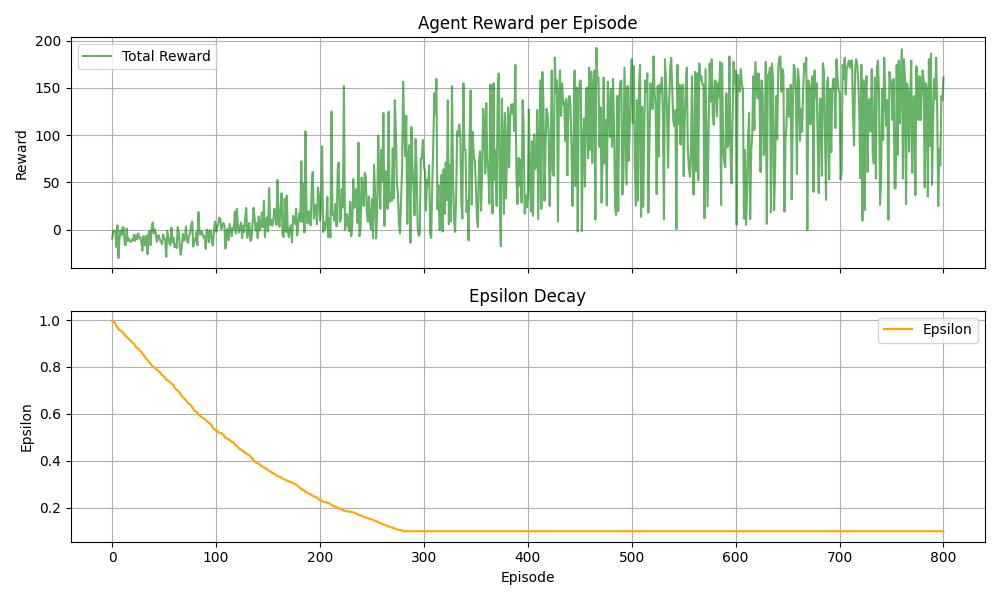 Agent Reward per Episode
200
150
100
50
0
Reward
Total Reward
Epsilon Decay
1.0
0.8
0.6
0.4
0.2
Epsilon
Epsilon
0 100 200 300 400 500 600 700 800
Episode